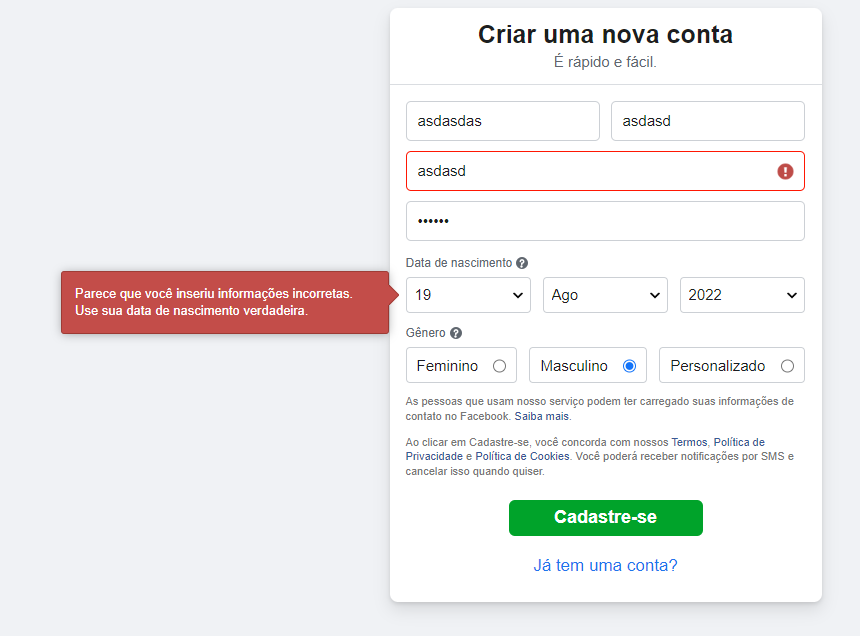 Criar uma nova conta
É rápido e fácil.
asdasdas asdasd
asdasd
••••••
Data de nascimento ?
Parece que você inseriu informações incorretas.
Use sua data de nascimento verdadeira.
19 Ago 2022
Gênero ?
Feminino Masculino Personalizado
As pessoas que usam nosso serviço podem ter carregado suas informações de
contato no Facebook. Saiba mais.
Ao clicar em Cadastre-se, você concorda com nossos Termos, Política de
Privacidade e Política de Cookies. Você poderá receber notificações por SMS e
cancelar isso quando quiser.
Cadastre-se
Já tem uma conta?